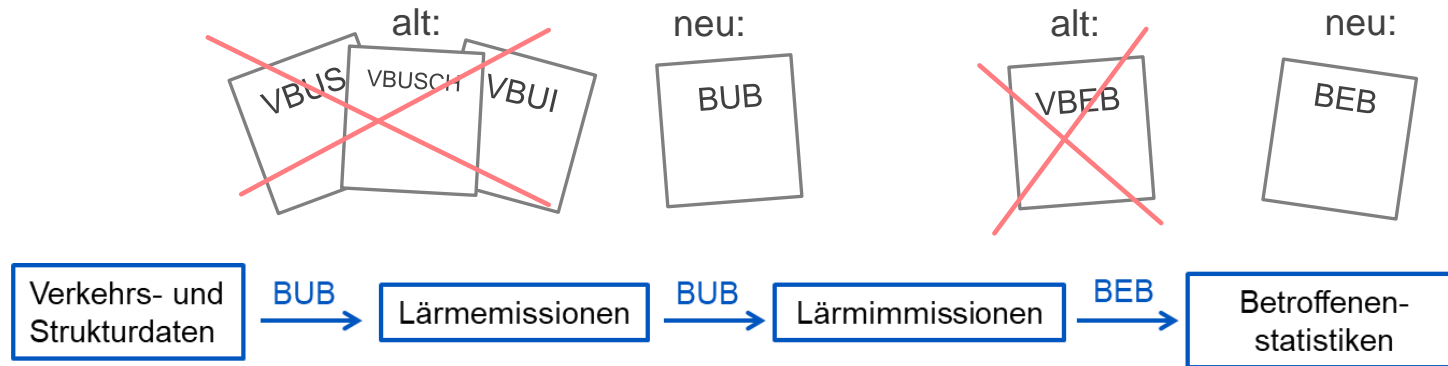 alt:
neu:
alt:
neu:
VBUS
VBUSCH
VBUI
BUB
VBEB
BEB
Verkehrs- und
Strukturdaten
BUB
Lärmemissionen
BUB
Lärmimmissionen
BEB
Betroffenen-
statistiken